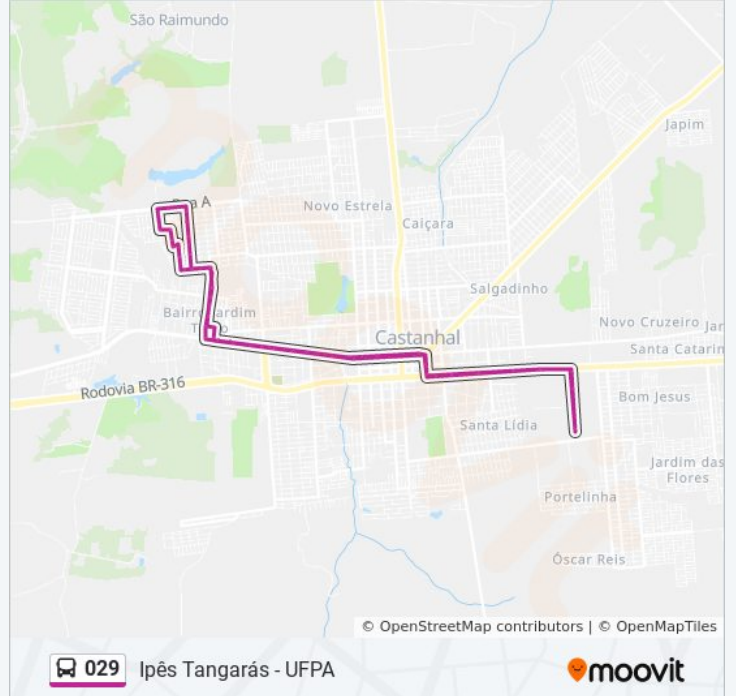 São Raimundo
Japim
Rua A
Novo Estrela
Caiçara
Salgadinho
Bairro Jardim
Novo Cruzeiro
Jar
Castanhal
Santa Catarin
Rodovia BR-316
Bom Jesus
Santa Lídia
Jardim das
Flores
Portelinha
Óscar Reis
© OpenStreetMap contributors | © OpenMapTiles
029 Ipês Tangarás - UFPA
moovit